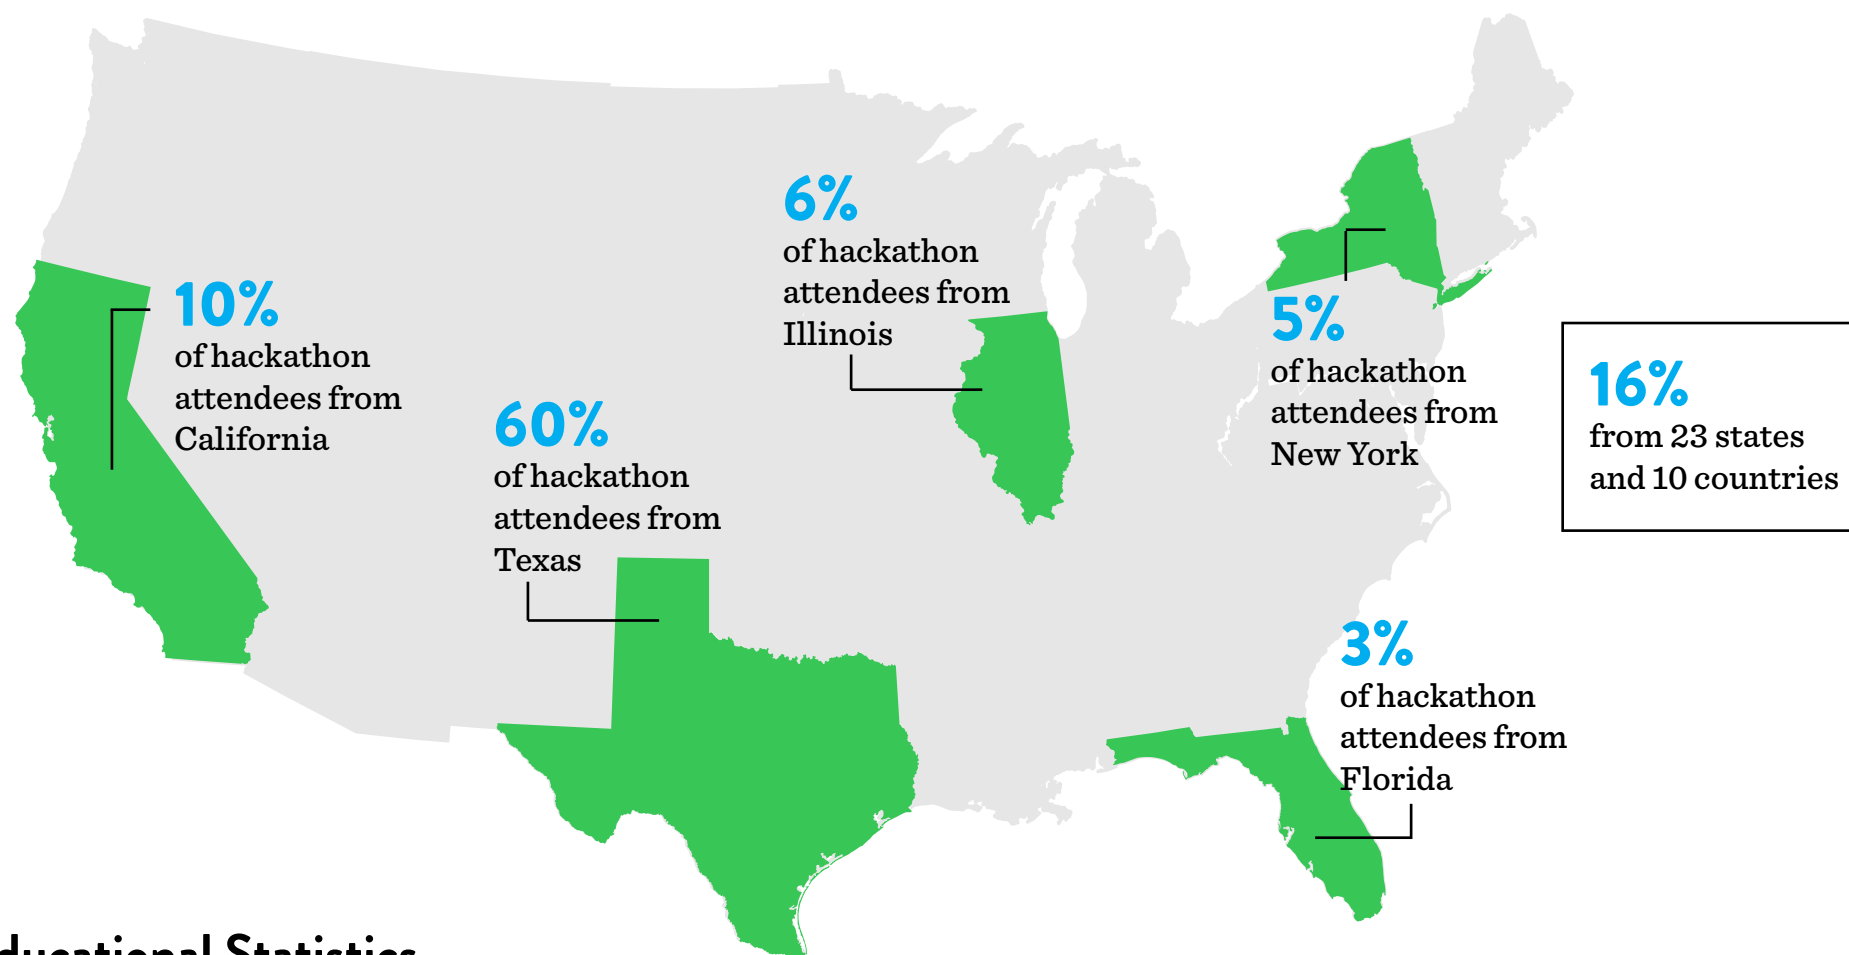 6%
of hackathon
attendees from
Illinois
10%
of hackathon
attendees from
California
5%
of hackathon
attendees from
New York
16%
from 23 states
and 10 countries
60%
of hackathon
attendees from
Texas
3%
of hackathon
attendees from
Florida
ducational Statistics